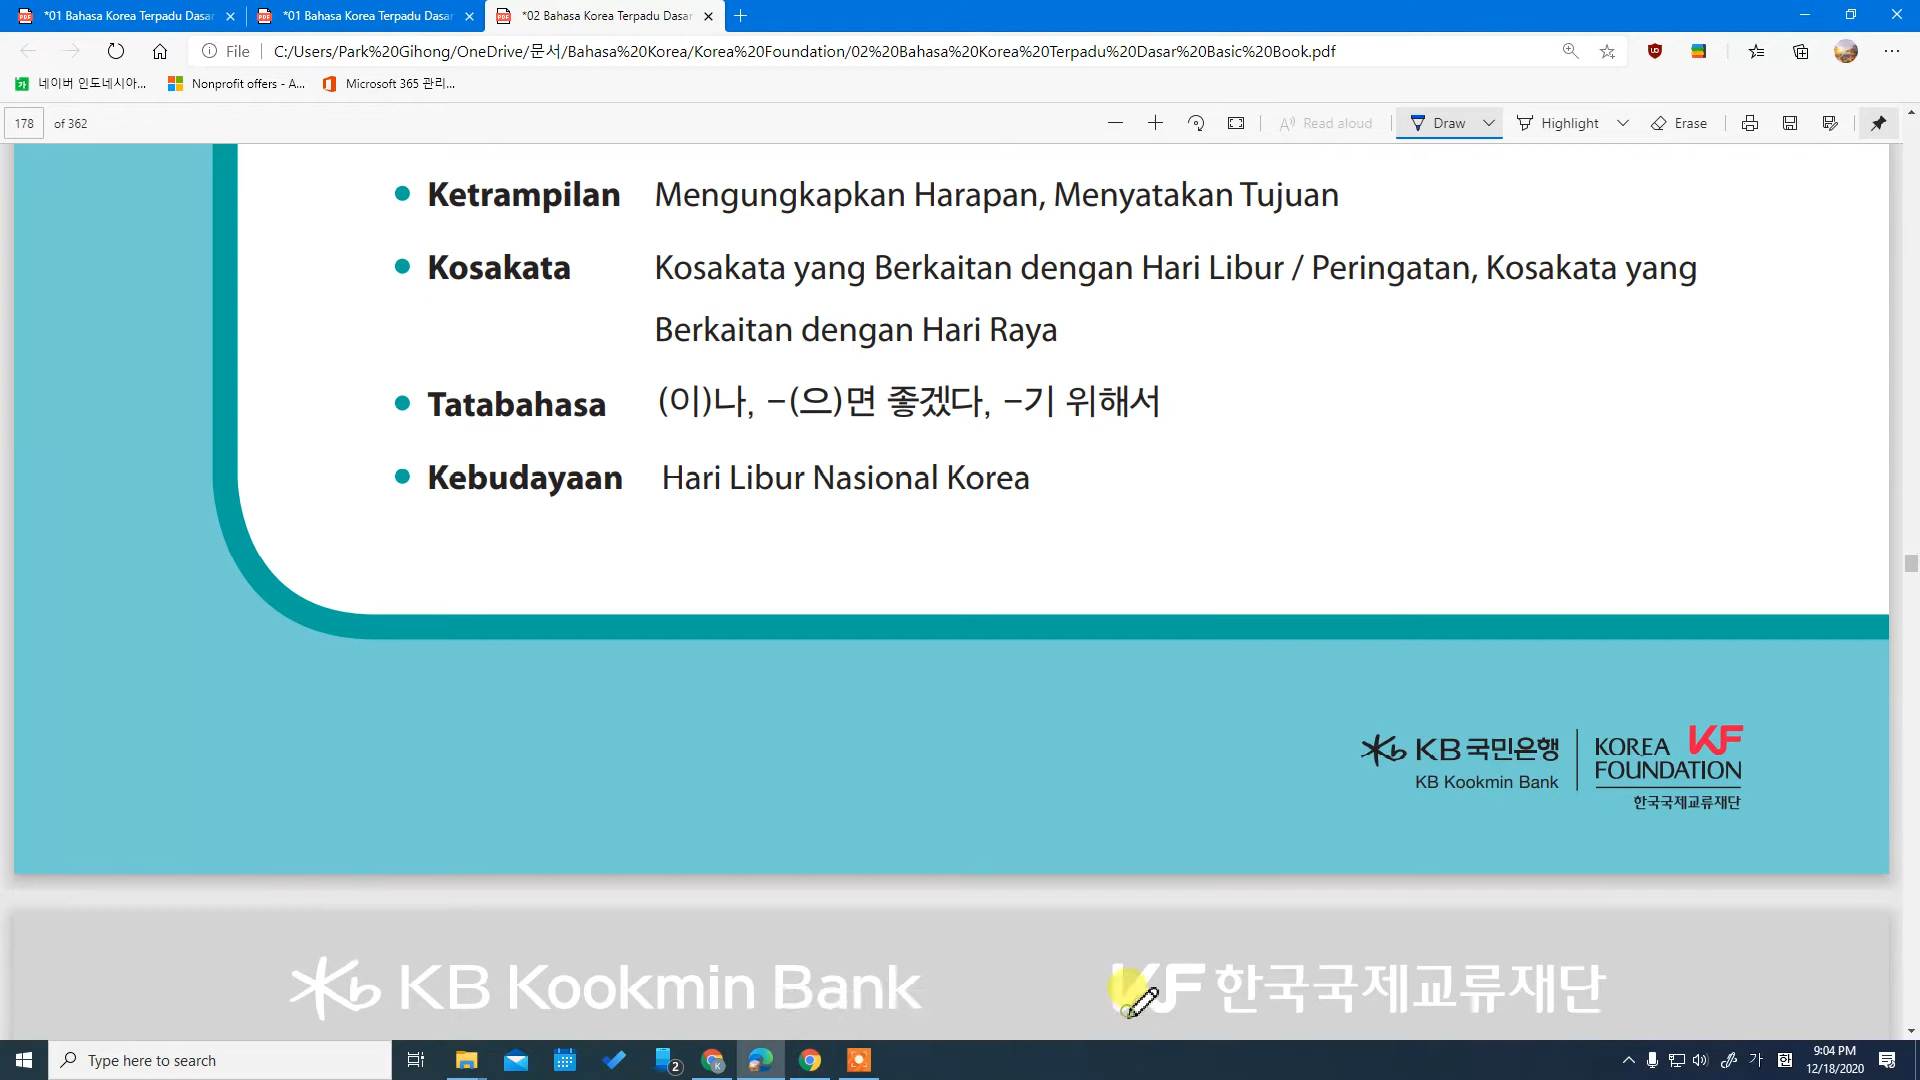 *01 Bahasa Korea Terpadu Dasar
*01 Bahasa Korea Terpadu Dasar
*02 Bahasa Korea Terpadu Dasar
File
C:/Users/Park%20Gihong/OneDrive/문서/Bahasa%20Korea/Korea%20Foundation/02%20Bahasa%20Korea%20Terpadu%20Dasar%20Basic%20Book.pdf
네이버 인도네시아...
Nonprofit offers - A...
Microsoft 365 관리...
178 of 362
Read aloud
Draw
Highlight
Erase
Ketrampilan Mengungkapkan Harapan, Menyatakan Tujuan
Kosakata Kosakata yang Berkaitan dengan Hari Libur / Peringatan, Kosakata yang
Berkaitan dengan Hari Raya
Tatabahasa (이)나, –(으)면 좋겠다, –기 위해서
Kebudayaan Hari Libur Nasional Korea
KB 국민은행
KB Kookmin Bank
KOREA KF
FOUNDATION
한국국제교류재단
KB Kookmin Bank
KF 한국국제교류재단
Type here to search
2
가
한
9:04 PM
12/18/2020